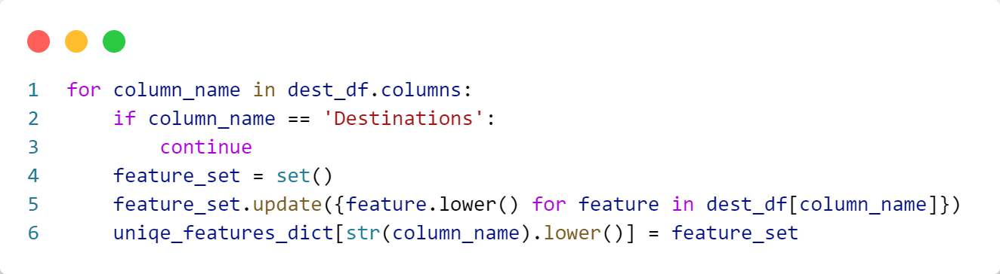 1 for column_name in dest_df.columns:
2     if column_name == 'Destinations':
3         continue
4     feature_set = set()
5     feature_set.update({feature.lower() for feature in dest_df[column_name]})
6     uniqe_features_dict[str(column_name).lower()] = feature_set